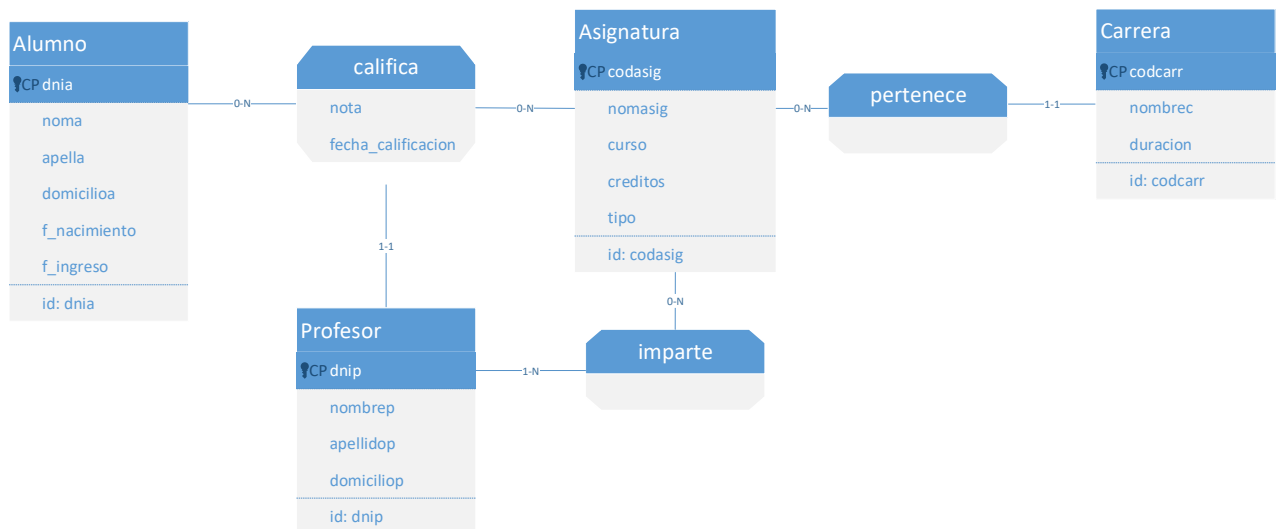 Alumno
CP dnia
noma
apella
domicilioa
f_nacimiento
f_ingreso
id: dnia
0-N
califica
nota
fecha_calificacion
0-N
1-1
Asignatura
CP codasig
nomasig
curso
creditos
tipo
id: codasig
0-N
pertenece
1-1
Carrera
CP codcarr
nombrec
duracion
id: codcarr
0-N
imparte
1-N
Profesor
CP dnip
nombrep
apellidop
domiciliop
id: dnip